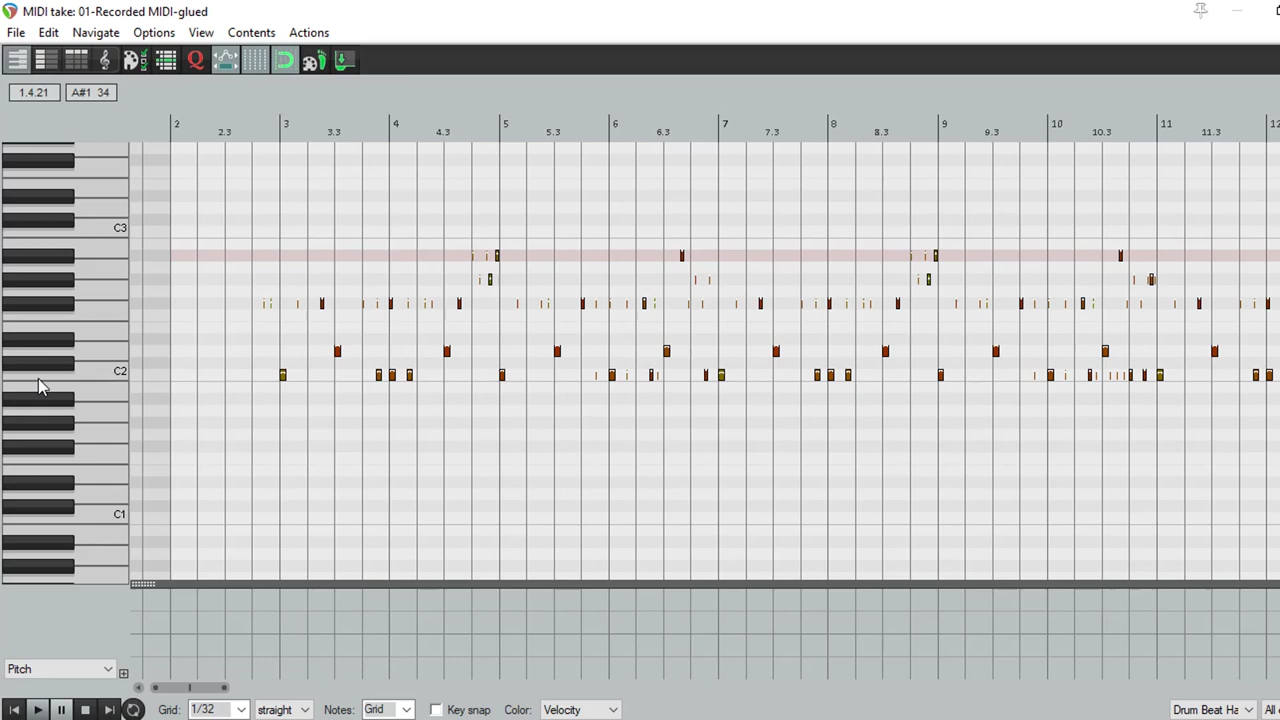 MIDI take: 01-Recorded MIDI-glued
File Edit Navigate Options View Contents Actions
Q
1.4.21 A#1 34
2 3 4 5 6 7 8 9 10 11 12
2.3 3.3 4.3 5.3 6.3 7.3 8.3 9.3 10.3 11.3
C3
C2
C1
Pitch
Grid: 1/32 straight Notes: Grid Key snap Color: Velocity Drum Beat Ha All